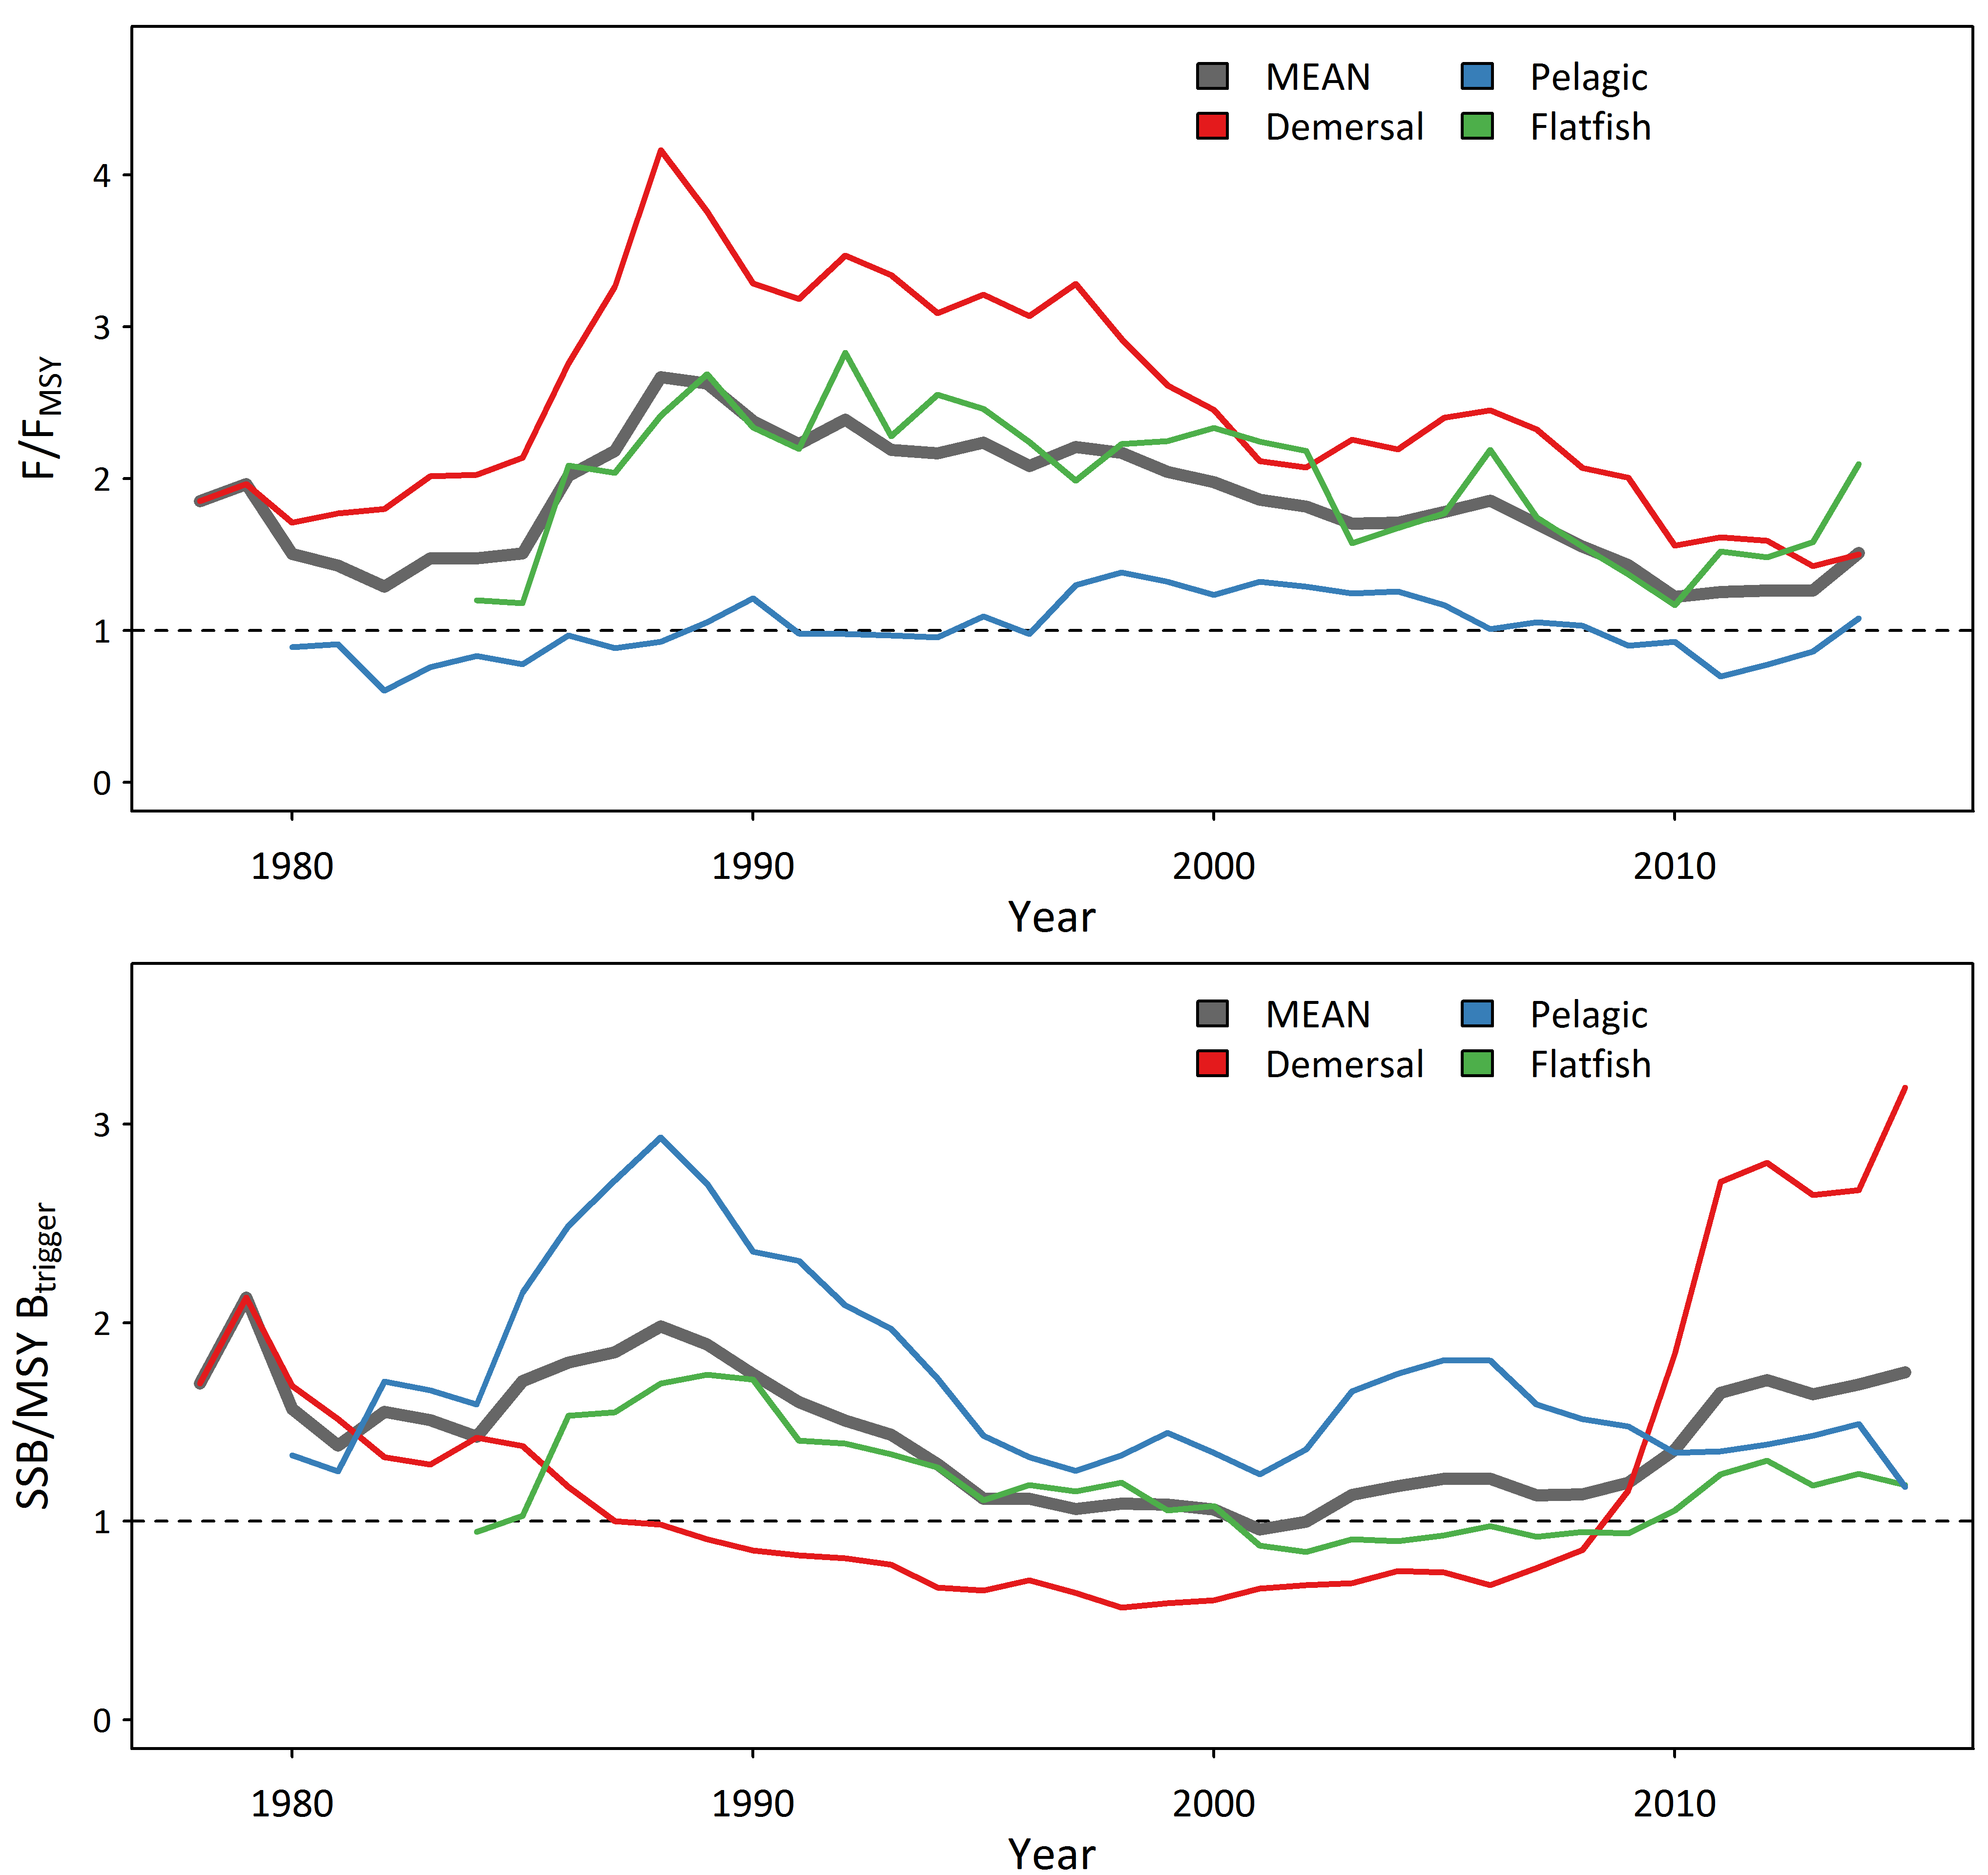 MEAN Pelagic
Demersal Flatfish
4
3
2
1
0
F/FMSY
1980 1990 2000 2010
Year
MEAN Pelagic
Demersal Flatfish
3
2
1
0
SSB/MSY Btrigger
1980 1990 2000 2010
Year